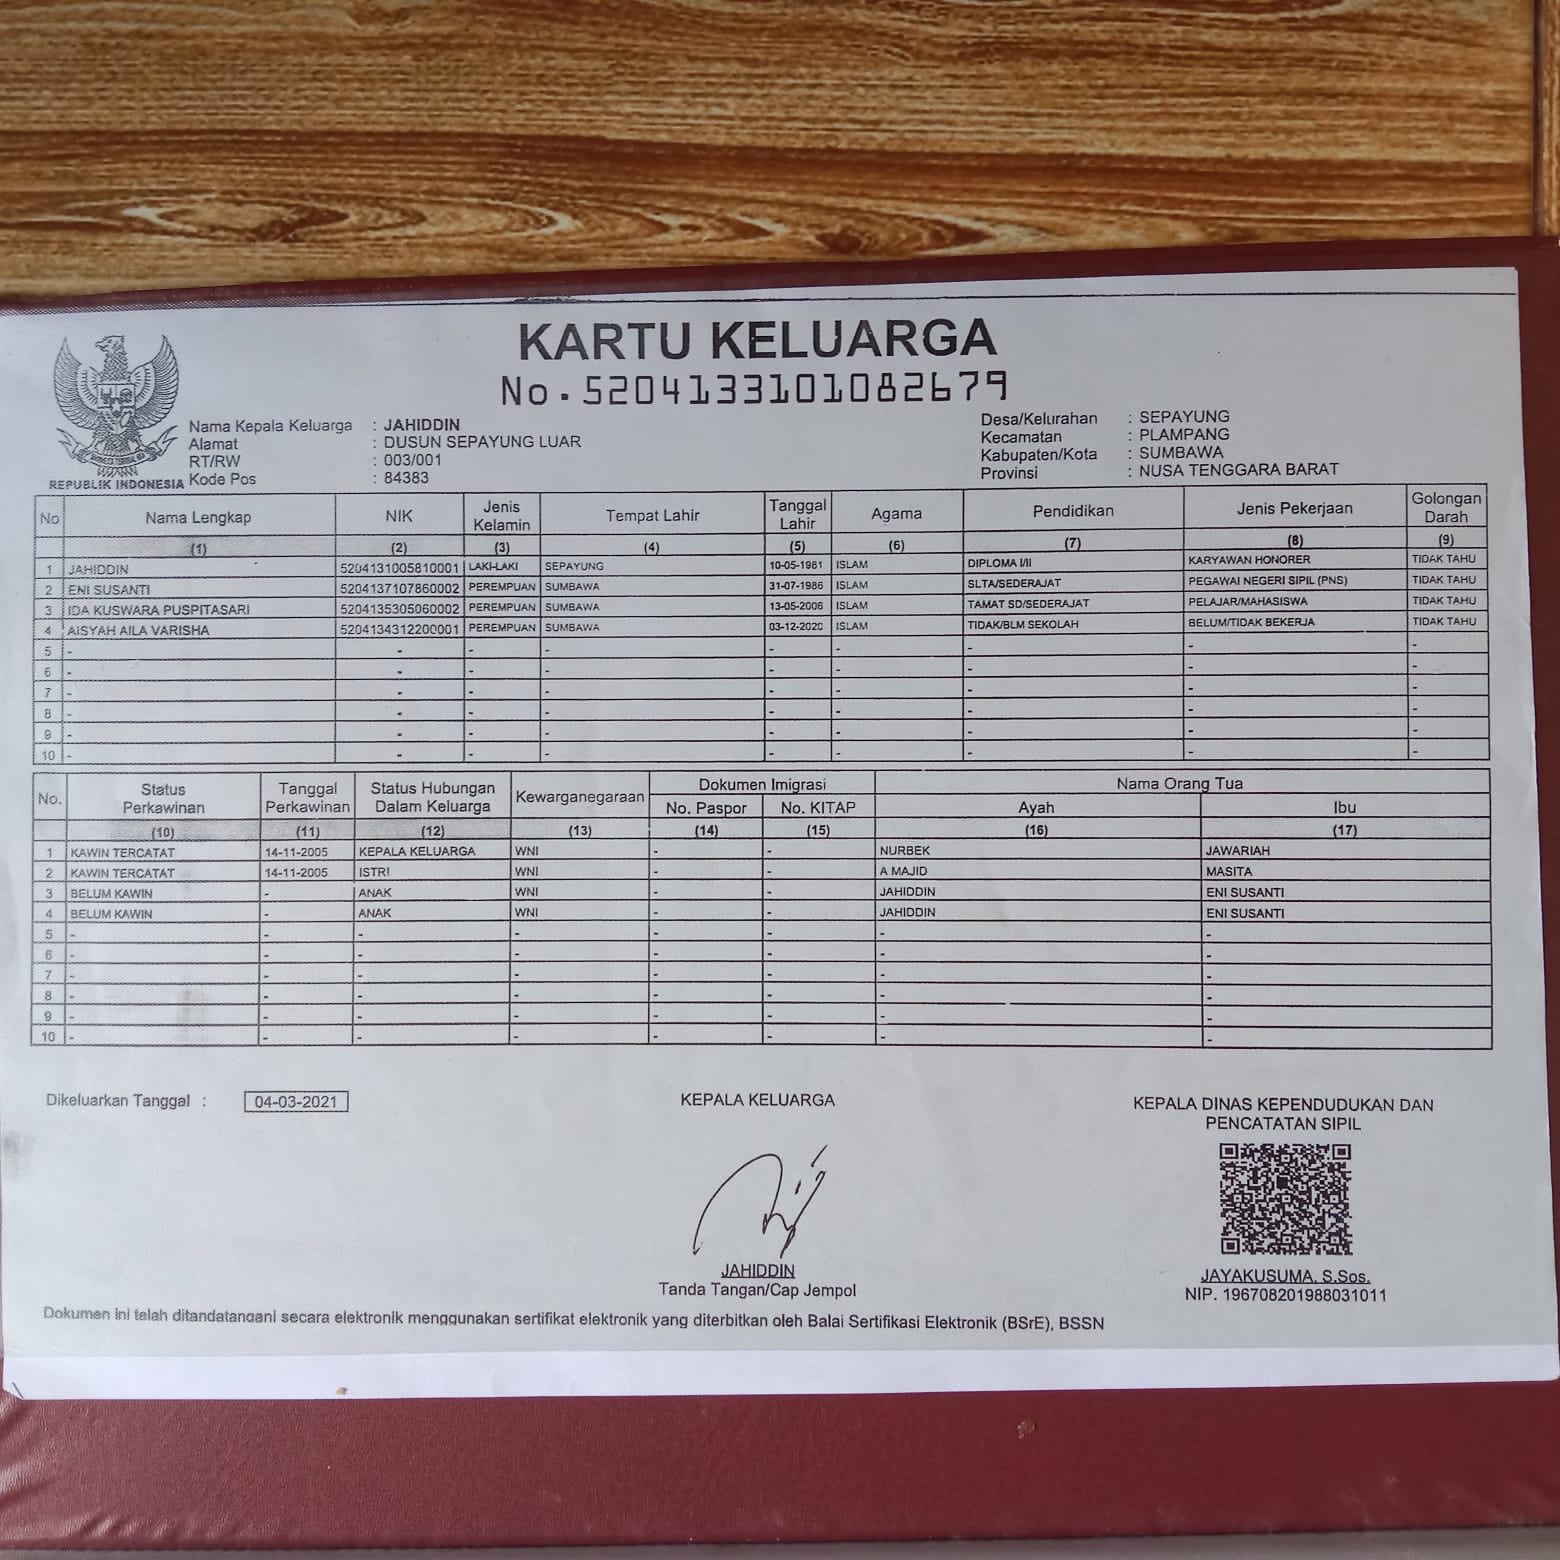 KARTU KELUARGA
No. 5204133101082679
REPUBLIK INDONESIA
Nama Kepala Keluarga : JAHIDDIN
Alamat : DUSUN SEPAYUNG LUAR
RT/RW : 003/001
Kode Pos : 84383
Desa/Kelurahan : SEPAYUNG
Kecamatan : PLAMPANG
Kabupaten/Kota : SUMBAWA
Provinsi : NUSA TENGGARA BARAT
No Nama Lengkap NIK Jenis Kelamin Tempat Lahir Tanggal Lahir Agama Pendidikan Jenis Pekerjaan Golongan Darah
(1) (2) (3) (4) (5) (6) (7) (8) (9)
1 JAHIDDIN 5204131005810001 LAKI-LAKI SEPAYUNG 10-05-1981 ISLAM DIPLOMA I/II KARYAWAN HONORER TIDAK TAHU
2 ENI SUSANTI 5204137107860002 PEREMPUAN SUMBAWA 31-07-1986 ISLAM SLTA/SEDERAJAT PEGAWAI NEGERI SIPIL (PNS) TIDAK TAHU
3 IDA KUSWARA PUSPITASARI 5204135305060002 PEREMPUAN SUMBAWA 13-05-2006 ISLAM TAMAT SD/SEDERAJAT PELAJAR/MAHASISWA TIDAK TAHU
4 AISYAH AILA VARISHA 5204134312200001 PEREMPUAN SUMBAWA 03-12-2020 ISLAM TIDAK/BLM SEKOLAH BELUM/TIDAK BEKERJA TIDAK TAHU
5 - - - - - - - - -
6 - - - - - - - - -
7 - - - - - - - - -
8 - - - - - - - - -
9 - - - - - - - - -
10 - - - - - - - - -
No. Status Perkawinan Tanggal Perkawinan Status Hubungan Dalam Keluarga Kewarganegaraan Dokumen Imigrasi Nama Orang Tua
No. Paspor No. KITAP Ayah Ibu
(10) (11) (12) (13) (14) (15) (16) (17)
1 KAWIN TERCATAT 14-11-2005 KEPALA KELUARGA WNI - - NURBEK JAWARIAH
2 KAWIN TERCATAT 14-11-2005 ISTRI WNI - - A MAJID MASITA
3 BELUM KAWIN - ANAK WNI - - JAHIDDIN ENI SUSANTI
4 BELUM KAWIN - ANAK WNI - - JAHIDDIN ENI SUSANTI
5 - - - - - - - -
6 - - - - - - - -
7 - - - - - - - -
8 - - - - - - - -
9 - - - - - - - -
10 - - - - - - - -
Dikeluarkan Tanggal : 04-03-2021
KEPALA KELUARGA
JAHIDDIN
Tanda Tangan/Cap Jempol
KEPALA DINAS KEPENDUDUKAN DAN
PENCATATAN SIPIL
JAYAKUSUMA, S.Sos.
NIP. 196708201988031011
Dokumen ini telah ditandatangani secara elektronik menggunakan sertifikat elektronik yang diterbitkan oleh Balai Sertifikasi Elektronik (BSrE), BSSN